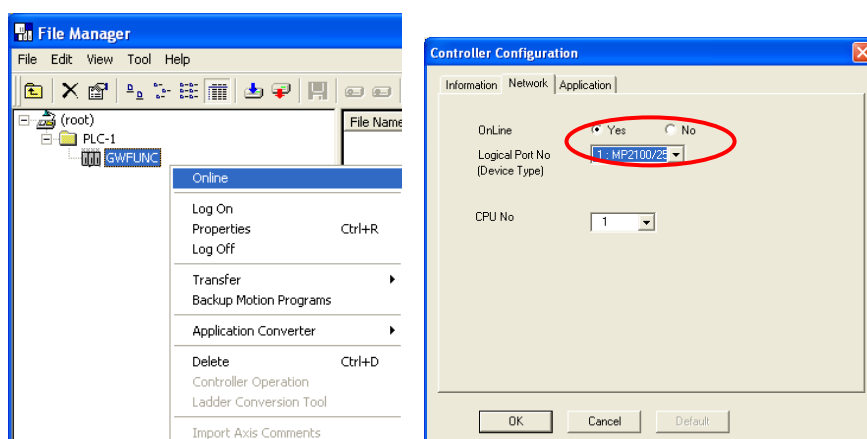 File Manager
File Edit View Tool Help
(root)
File Name
PLC-1
GWFUNC
Online
Log On
Properties Ctrl+R
Log Off
Transfer
Backup Motion Programs
Application Converter
Delete Ctrl+D
Controller Operation
Ladder Conversion Tool
Import Axis Comments
Controller Configuration
Information Network Application
OnLine Yes No
Logical Port No 1 : MP2100/25
(Device Type)
CPU No 1
OK Cancel Default